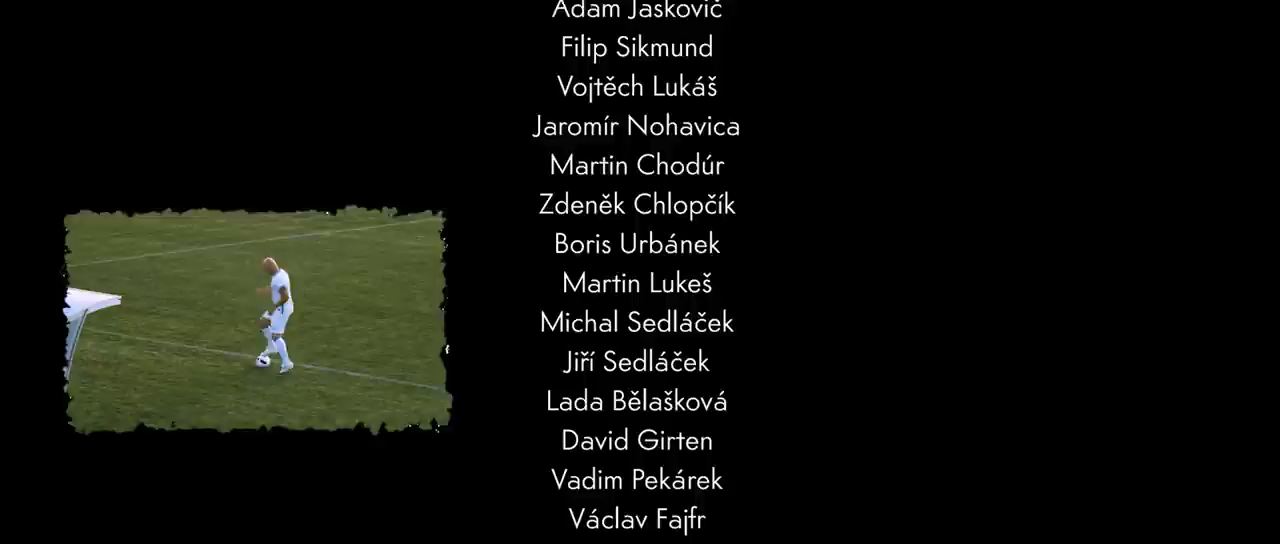 Adam Jaskovič
Filip Sikmund
Vojtěch Lukáš
Jaromír Nohavica
Martin Chodúr
Zdeněk Chlopčík
Boris Urbánek
Martin Lukeš
Michal Sedláček
Jiří Sedláček
Lada Bělašková
David Girten
Vadim Pekárek
Václav Fajfr